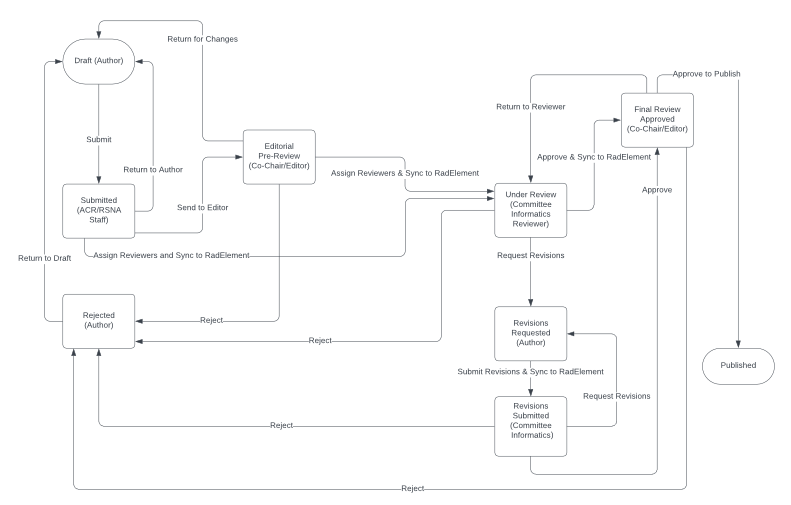 Return for Changes
Draft (Author)
Approve to Publish
Return to Reviewer
Final Review
Approved
(Co-Chair/Editor)
Submit
Editorial
Pre-Review
(Co-Chair/Editor)
Approve & Sync to RadElement
Return to Author
Assign Reviewers & Sync to RadElement
Approve
Submitted
(ACR/RSNA
Staff)
Send to Editor
Under Review
(Committee
Informatics
Reviewer)
Return to Draft
Assign Reviewers and Sync to RadElement
Request Revisions
Rejected
(Author)
Reject
Reject
Revisions
Requested
(Author)
Published
Submit Revisions & Sync to RadElement
Request Revisions
Revisions
Submitted
(Committee
Informatics)
Reject
Reject